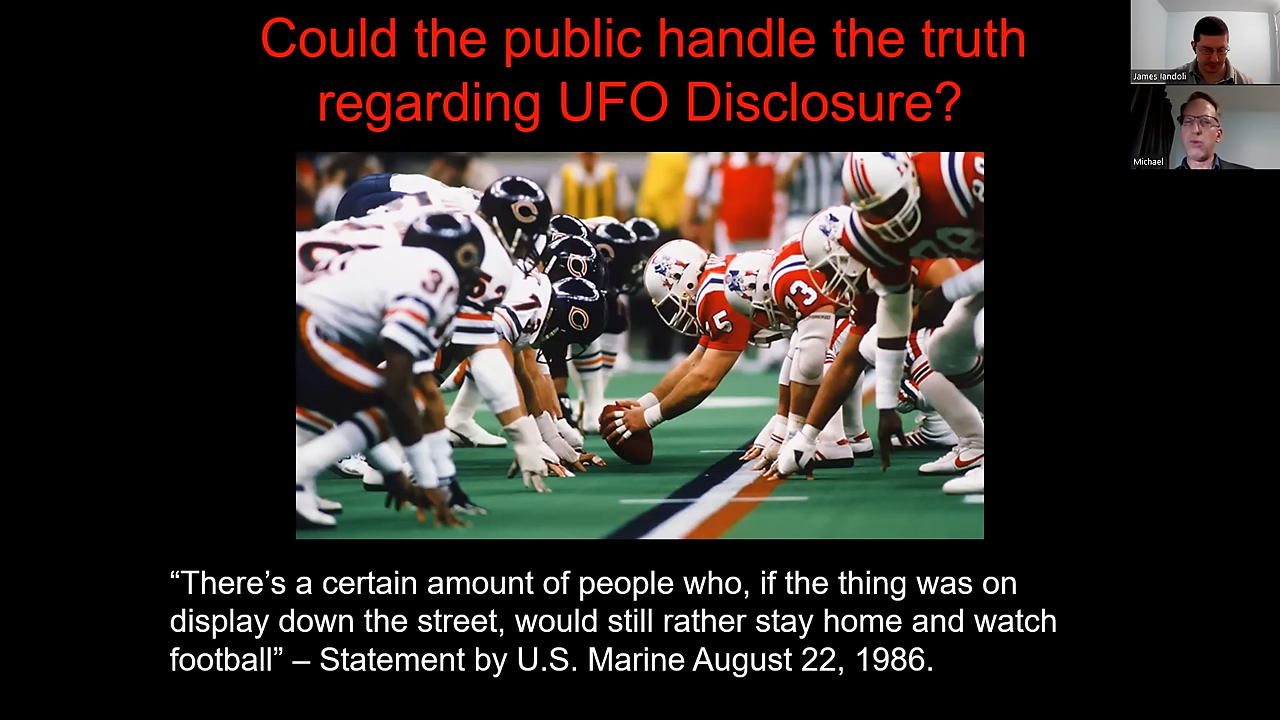 Could the public handle the truth
regarding UFO Disclosure?
James Iandoli
Michael
“There’s a certain amount of people who, if the thing was on
display down the street, would still rather stay home and watch
football” – Statement by U.S. Marine August 22, 1986.